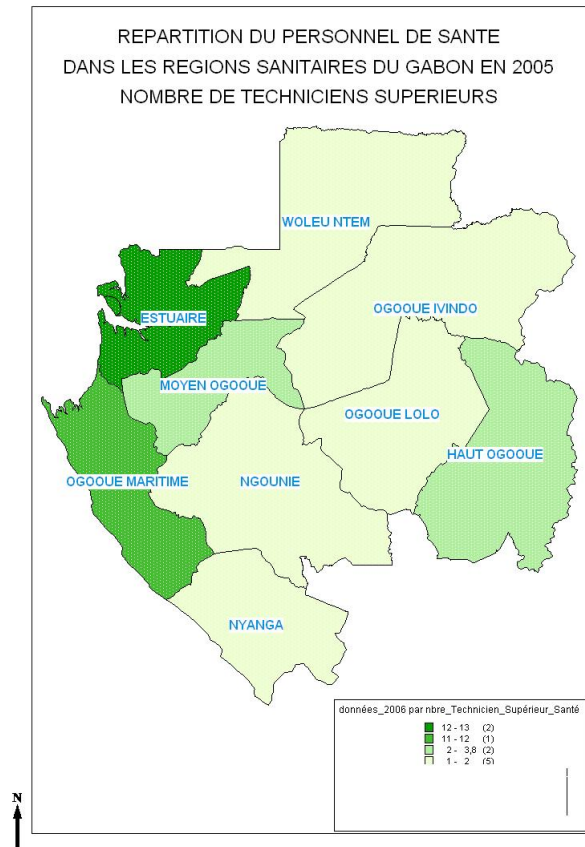 REPARTITION DU PERSONNEL DE SANTE
DANS LES REGIONS SANITAIRES DU GABON EN 2005
NOMBRE DE TECHNICIENS SUPERIEURS
WOLEU NTEM
OGOOUE IVINDO
ESTUAIRE
MOYEN OGOOUE
OGOOUE LOLO
HAUT OGOOUE
OGOOUE MARITIME
NGOUNIE
NYANGA
données_2006 par nbre_Technicien_Supérieur_Santé
12 - 13 (2)
11 - 12 (1)
2 - 3,8 (2)
1 - 2 (5)
N